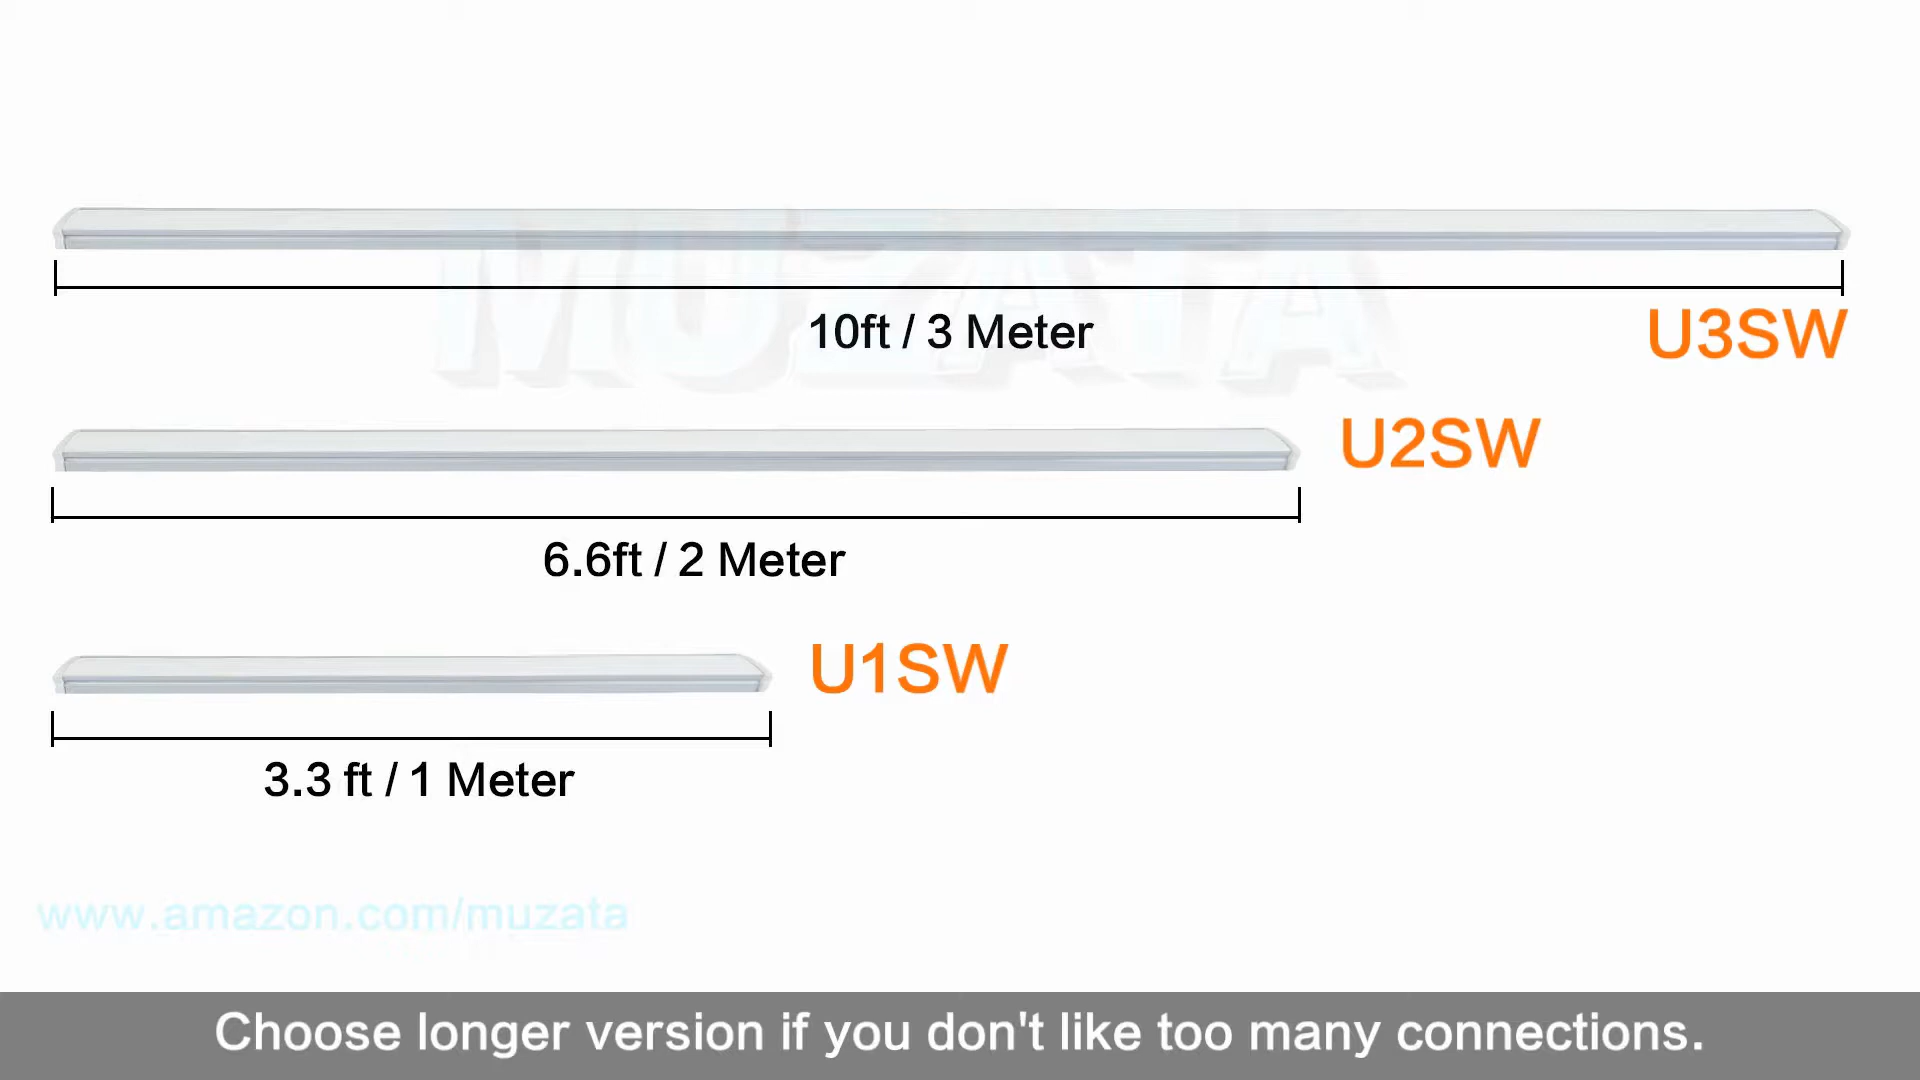 MUZATA
10ft / 3 Meter
U3SW
U2SW
6.6ft / 2 Meter
U1SW
3.3 ft / 1 Meter
www.amazon.com/muzata
Choose longer version if you don't like too many connections.